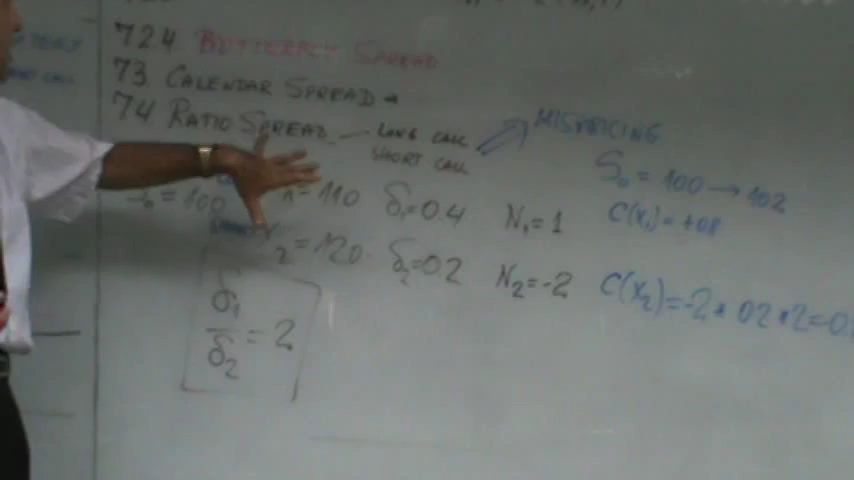 724 BUTTERFLY SPREAD
73 CALENDAR SPREAD →
74 RATIO SPREAD — LONG CALL
SHORT CALL
MISPRICING
S₀ = 100 → 102
= 100
= 110 δ₁ = 0.4 N₁ = 1 C(X₁) = +08
₂ = 120 δ₂ = 02 N₂ = -2 C(X₂) = -2 * 02 * 2 = -0.
δ₁
δ₂ = 2